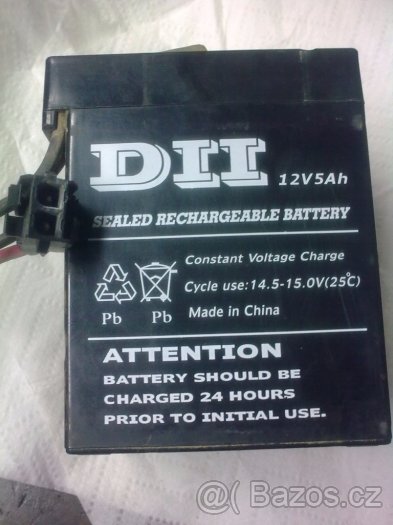 DII 12V5Ah
SEALED RECHARGEABLE BATTERY
Constant Voltage Charge
Cycle use:14.5-15.0V(25℃)
Pb Pb Made in China
ATTENTION
BATTERY SHOULD BE
CHARGED 24 HOURS
PRIOR TO INITIAL USE.
@ Bazos.cz